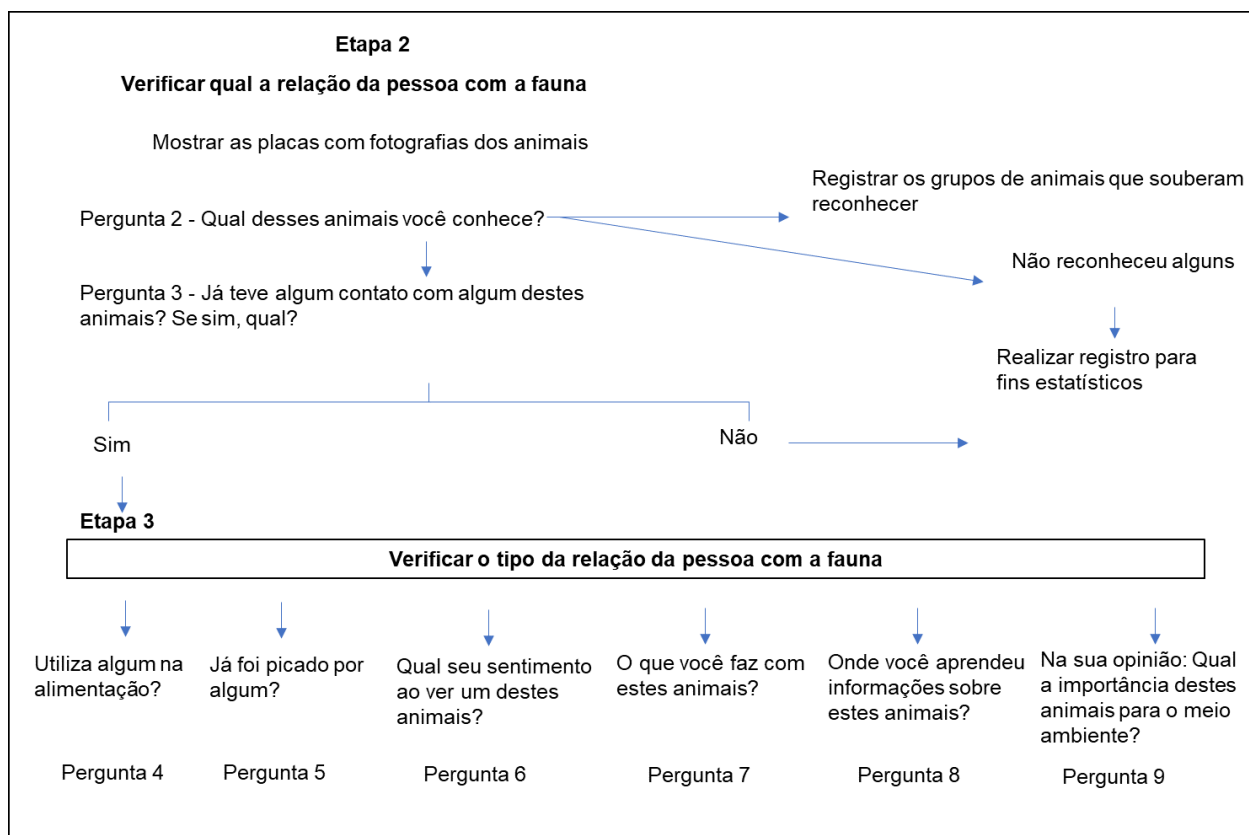 Etapa 2
Verificar qual a relação da pessoa com a fauna
Mostrar as placas com fotografias dos animais
Registrar os grupos de animais que souberam
reconhecer
Pergunta 2 - Qual desses animais você conhece?
Não reconheceu alguns
Pergunta 3 - Já teve algum contato com algum destes
animais? Se sim, qual?
Realizar registro para
fins estatísticos
Sim
Não
Etapa 3
Verificar o tipo da relação da pessoa com a fauna
Utiliza algum na
alimentação?
Pergunta 4
Já foi picado por
algum?
Pergunta 5
Qual seu sentimento
ao ver um destes
animais?
Pergunta 6
O que você faz com
estes animais?
Pergunta 7
Onde você aprendeu
informações sobre
estes animais?
Pergunta 8
Na sua opinião: Qual
a importância destes
animais para o meio
ambiente?
Pergunta 9